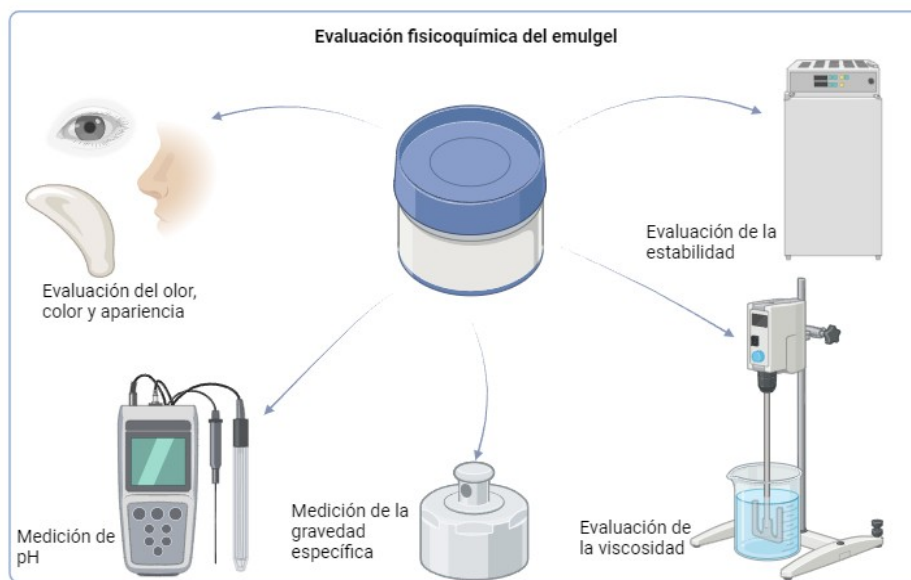 Evaluación fisicoquímica del emulgel
Evaluación de la
estabilidad
Evaluación del olor,
color y apariencia
Medición de
pH
Medición de la
gravedad
específica
Evaluación de
la viscosidad